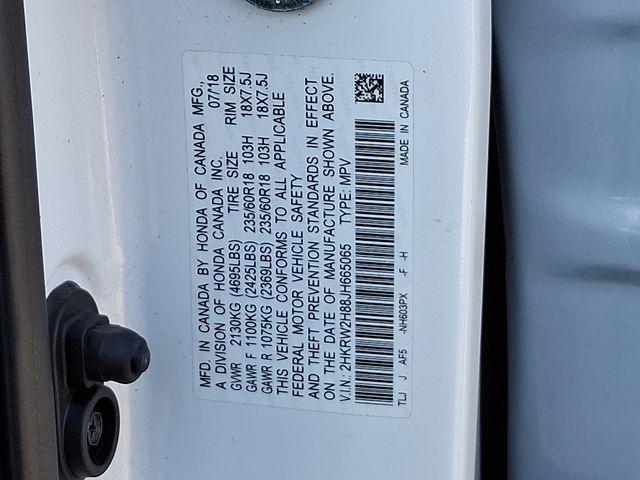 MFD. IN CANADA BY HONDA OF CANADA MFG.,
A DIVISION OF HONDA CANADA INC. 07/18
GVWR 2130KG (4695LBS) TIRE SIZE RIM SIZE
GAWR F 1100KG (2425LBS) 235/60R18 103H 18X7.5J
GAWR R 1075KG (2369LBS) 235/60R18 103H 18X7.5J
THIS VEHICLE CONFORMS TO ALL APPLICABLE
FEDERAL MOTOR VEHICLE SAFETY
AND THEFT PREVENTION STANDARDS IN EFFECT
ON THE DATE OF MANUFACTURE SHOWN ABOVE.
V.I.N.: 2HKRW2H88JH665065 TYPE: MPV
TLJ J AF5 -NH603PX -F -H MADE IN CANADA